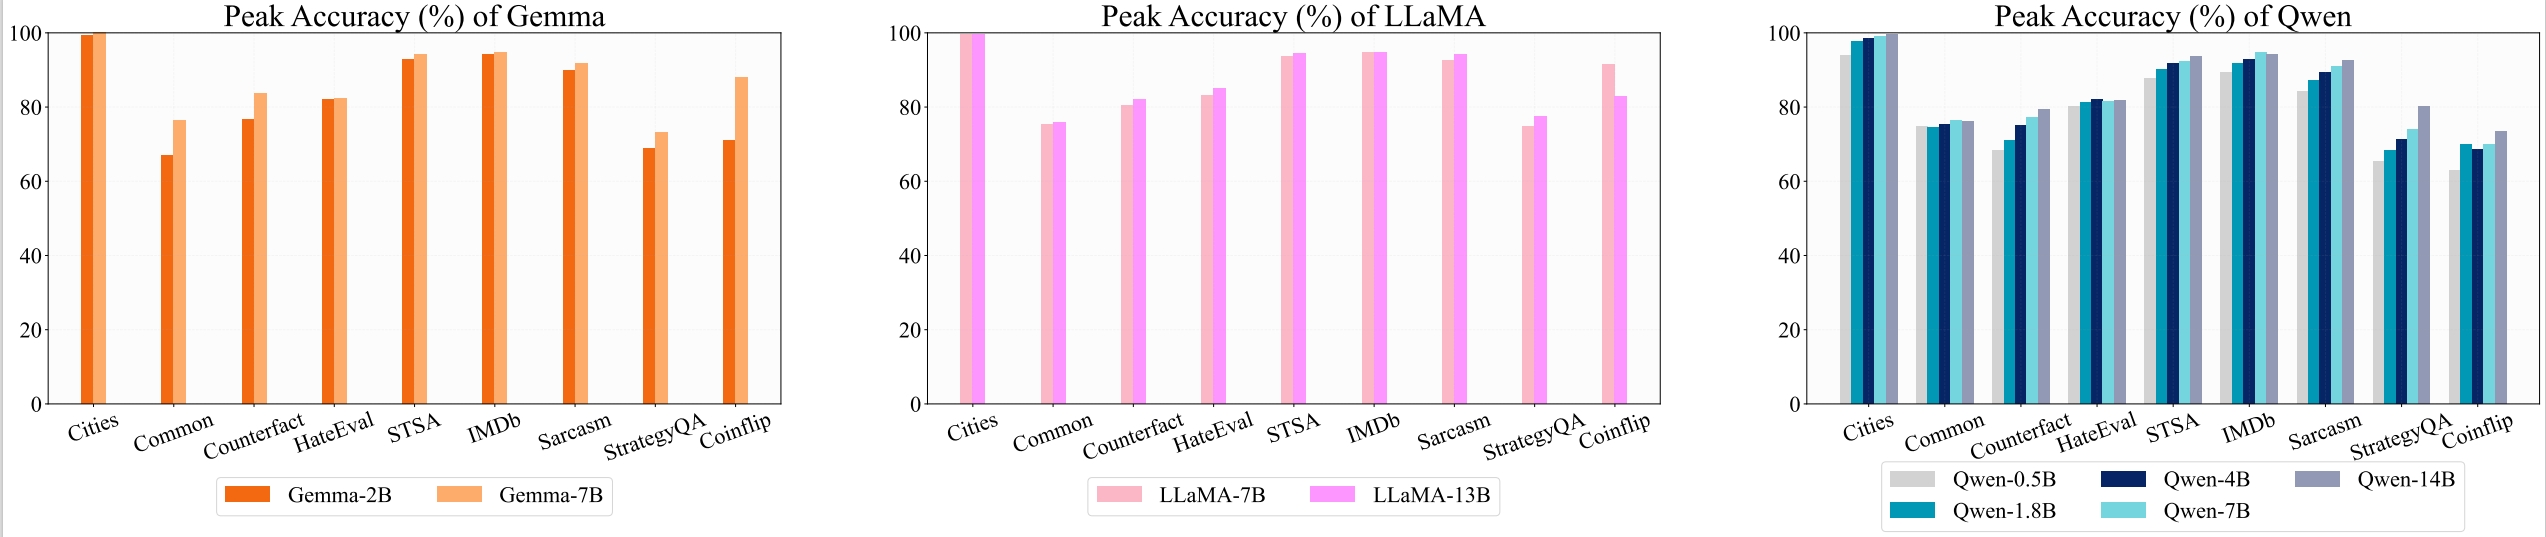 Peak Accuracy (%) of Gemma
100
80
60
40
20
0
Cities
Common
Counterfact
HateEval
STSA
IMDb
Sarcasm
StrategyQA
Coinflip
Gemma-2B
Gemma-7B
Peak Accuracy (%) of LLaMA
100
80
60
40
20
0
Cities
Common
Counterfact
HateEval
STSA
IMDb
Sarcasm
StrategyQA
Coinflip
LLaMA-7B
LLaMA-13B
Peak Accuracy (%) of Qwen
100
80
60
40
20
0
Cities
Common
Counterfact
HateEval
STSA
IMDb
Sarcasm
StrategyQA
Coinflip
Qwen-0.5B
Qwen-4B
Qwen-14B
Qwen-1.8B
Qwen-7B